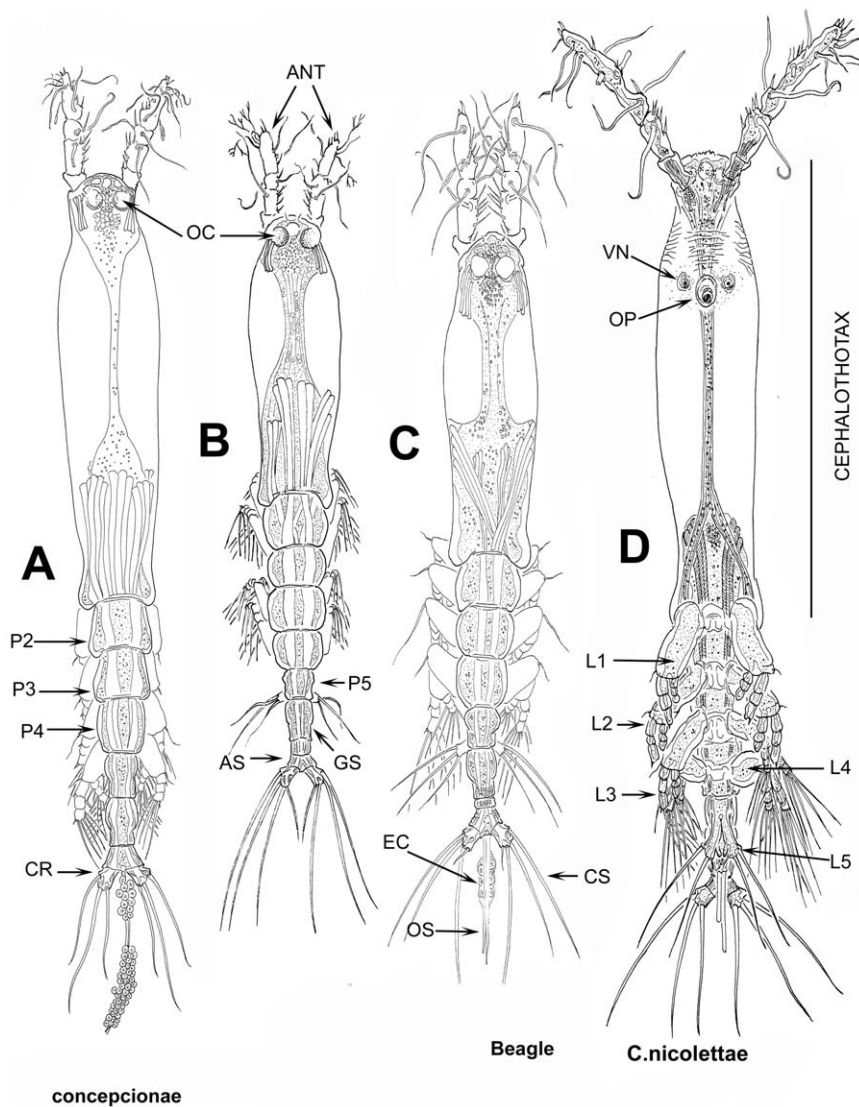 ANT
OC
VN
OP
CEPHALOTHOTAX
B
C
A
D
P2
L1
P3
P5
P4
L2
AS
GS
L4
L3
CR
EC
CS
L5
OS
Beagle
C.nicolettae
concepcionae